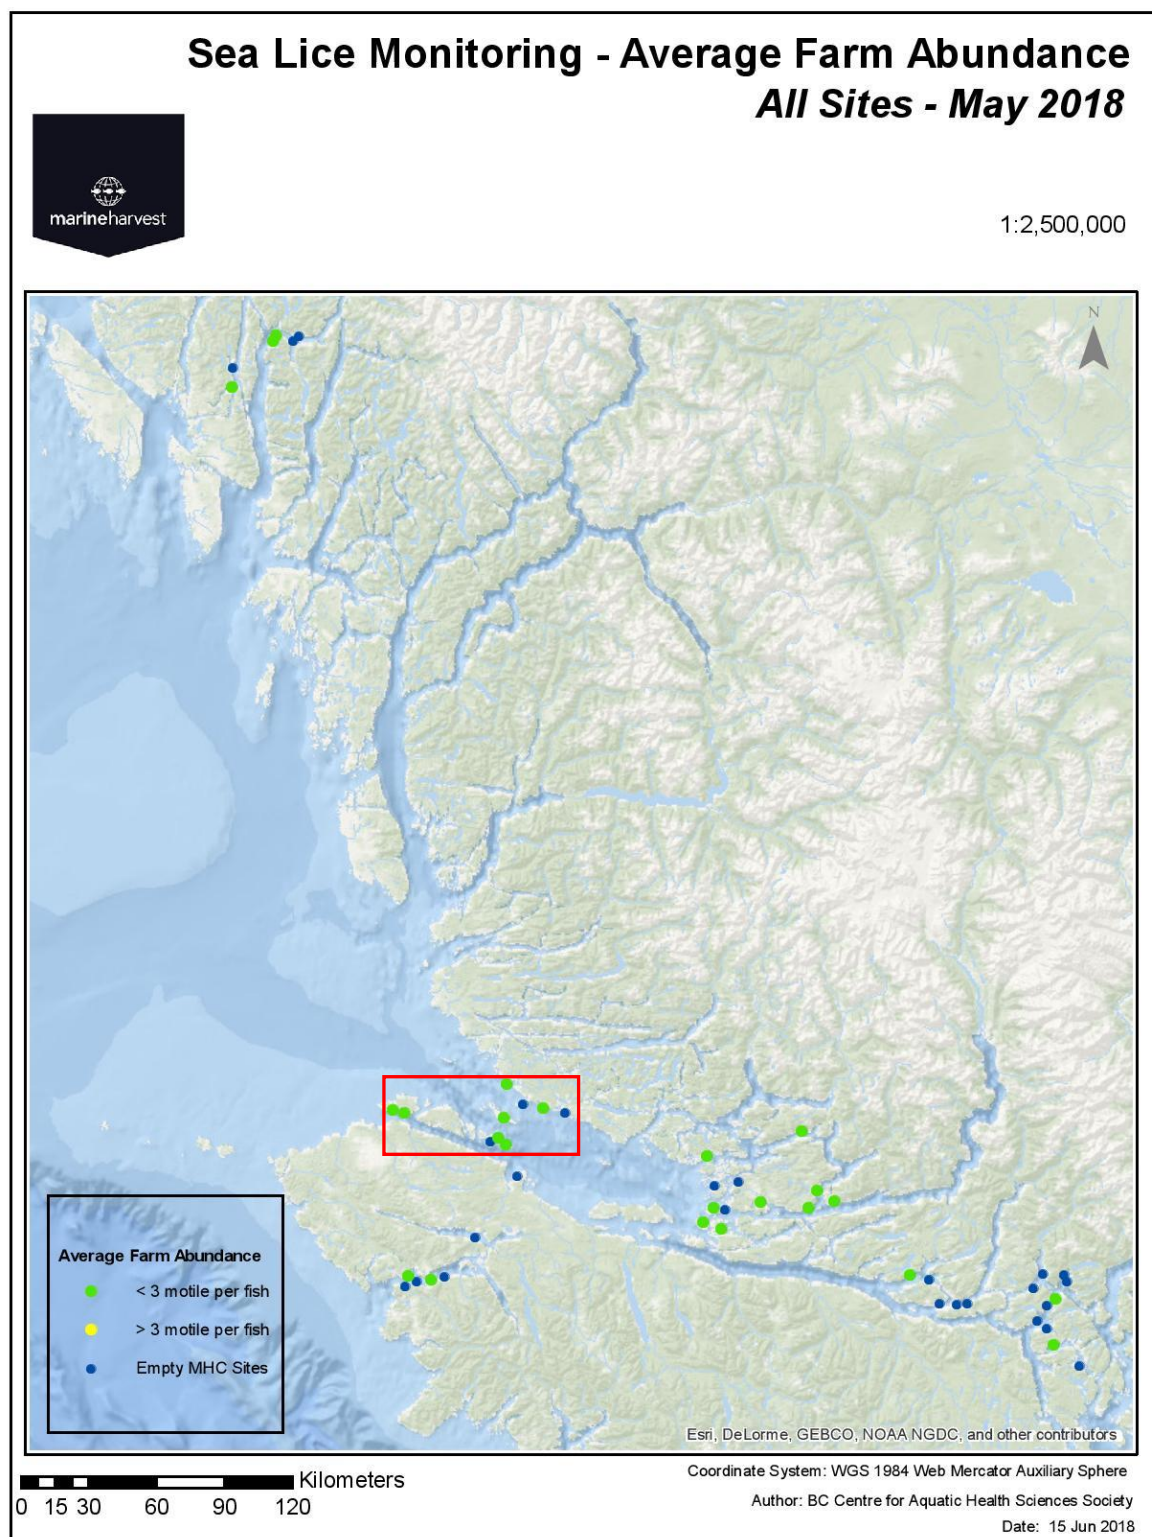 Sea Lice Monitoring - Average Farm Abundance
All Sites - May 2018
marineharvest
1:2,500,000
N
Average Farm Abundance
< 3 motile per fish
> 3 motile per fish
Empty MHC Sites
Esri, DeLorme, GEBCO, NOAA NGDC, and other contributors
Kilometers
0 15 30 60 90 120
Coordinate System: WGS 1984 Web Mercator Auxiliary Sphere
Author: BC Centre for Aquatic Health Sciences Society
Date: 15 Jun 2018